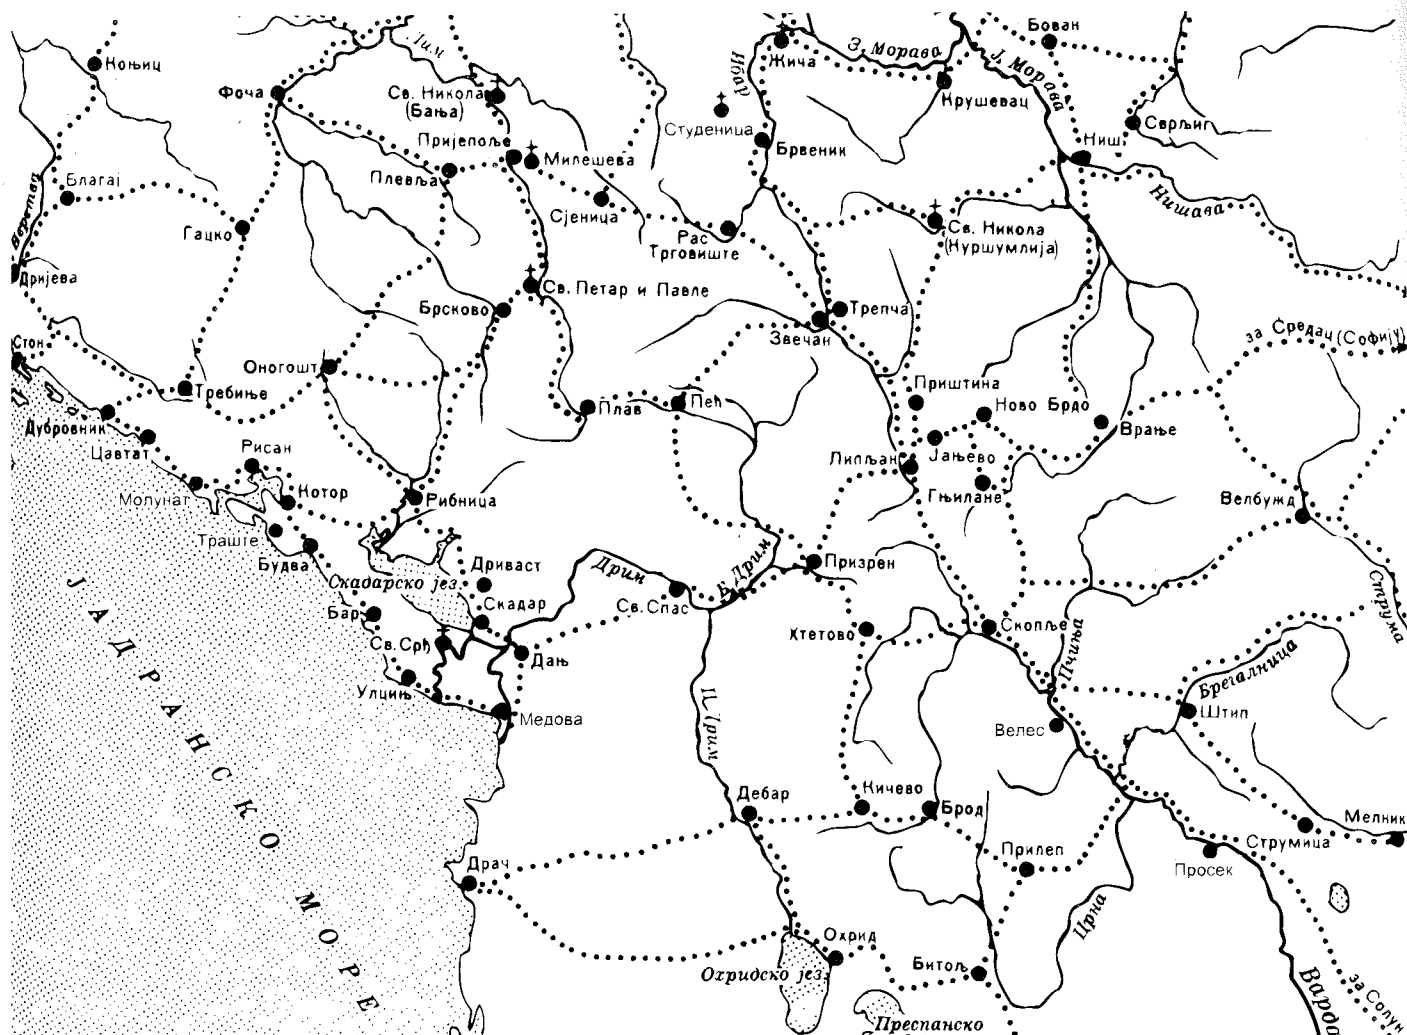 Бован
Лим
Ибар
Жича
З. Морава
Ј. Морава
Коњиц
Фоча
Св. Никола
(Бања)
Крушевац
Студеница
Сврљиг
Пријепоље
Милешева
Брвеник
Ниш
Плевља
Благај
Сјеница
Нишава
Гацко
Рас
Трговиште
Св. Никола
(Куршумлија)
Дријева
Св. Петар и Павле
Брсково
Трепча
Звечан
за Средац (Софију)
Стон
Оногошт
Требиње
Приштина
Плав
Пећ
Ново Брдо
Врање
Дубровник
Цавтат
Рисан
Липљан
Јањево
Молунат
Котор
Рибница
Гњилане
Велбужд
Траште
Будва
Дрим
Б. Дрим
Призрен
Скадарско јез.
Дриваст
Скадар
Св. Спас
Струма
Бар
Хтетово
Скопље
Пчиња
Св. Срђ
Дањ
Брегалница
Улцињ
Медова
Штип
Велес
Ц. Дрим
ЈАДРАНСКО МОРЕ
Дебар
Кичево
Брод
Мелник
Струмица
Прилеп
Просек
Драч
Црна
Охрид
Битољ
Охридско јез.
за Солун
Вардар
Преспанско